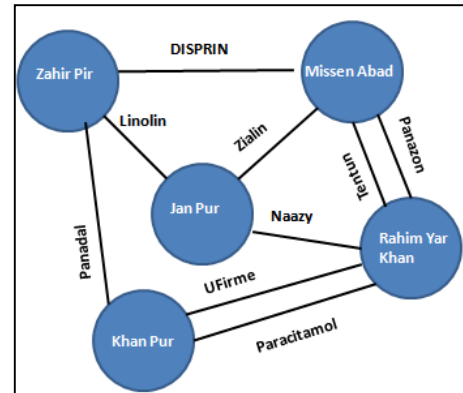 DISPRIN
Zahir Pir
Missen Abad
Linolin
Zialin
Panazon
Tentun
Jan Pur
Naazy
Rahim Yar
Khan
Panadal
UFirme
Khan Pur
Paracitamol